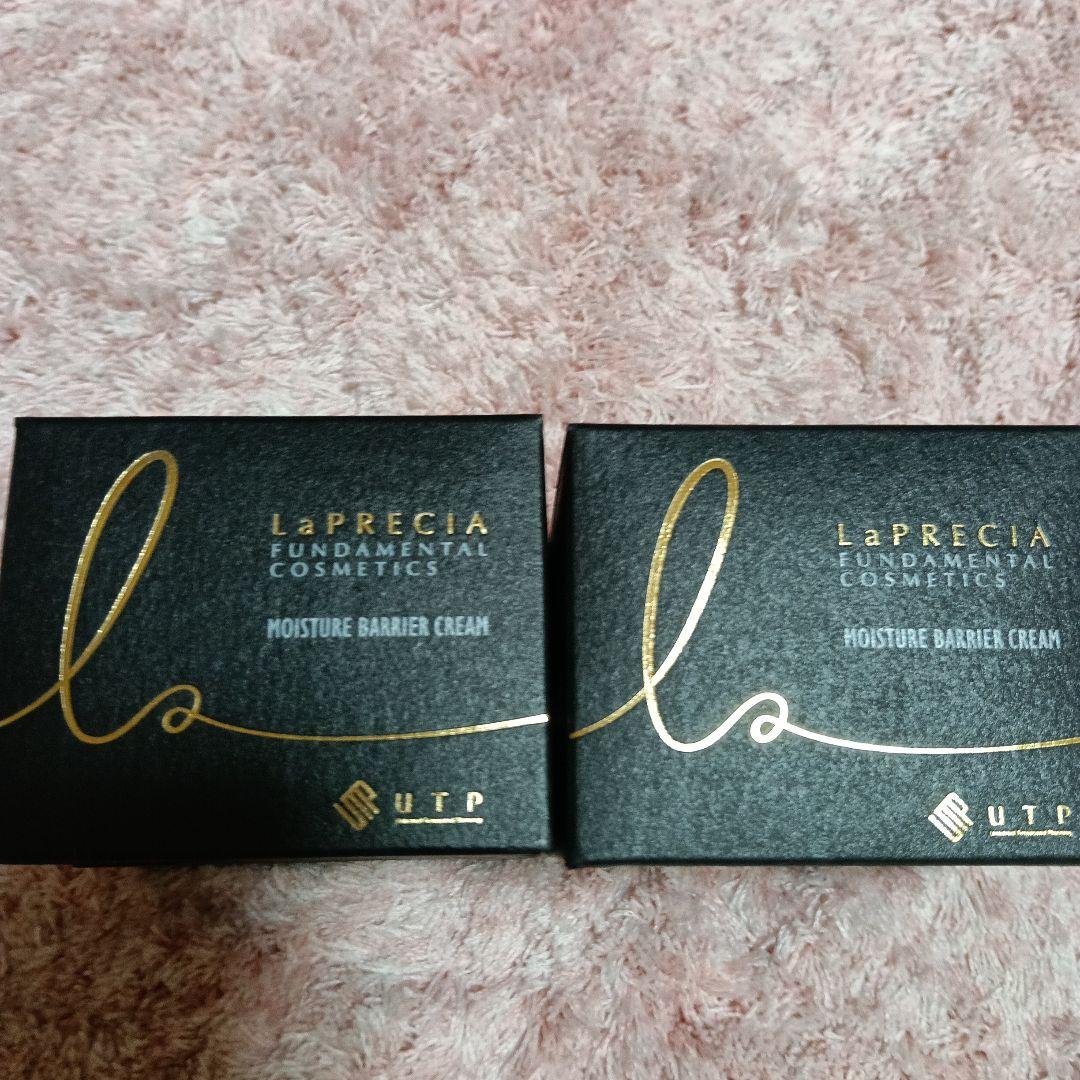 LaPRECIA
FUNDAMENTAL
COSMETICS
MOISTURE BARRIER CREAM
UTP
LaPRECIA
FUNDAMENTAL
COSMETICS
MOISTURE BARRIER CREAM
UTP